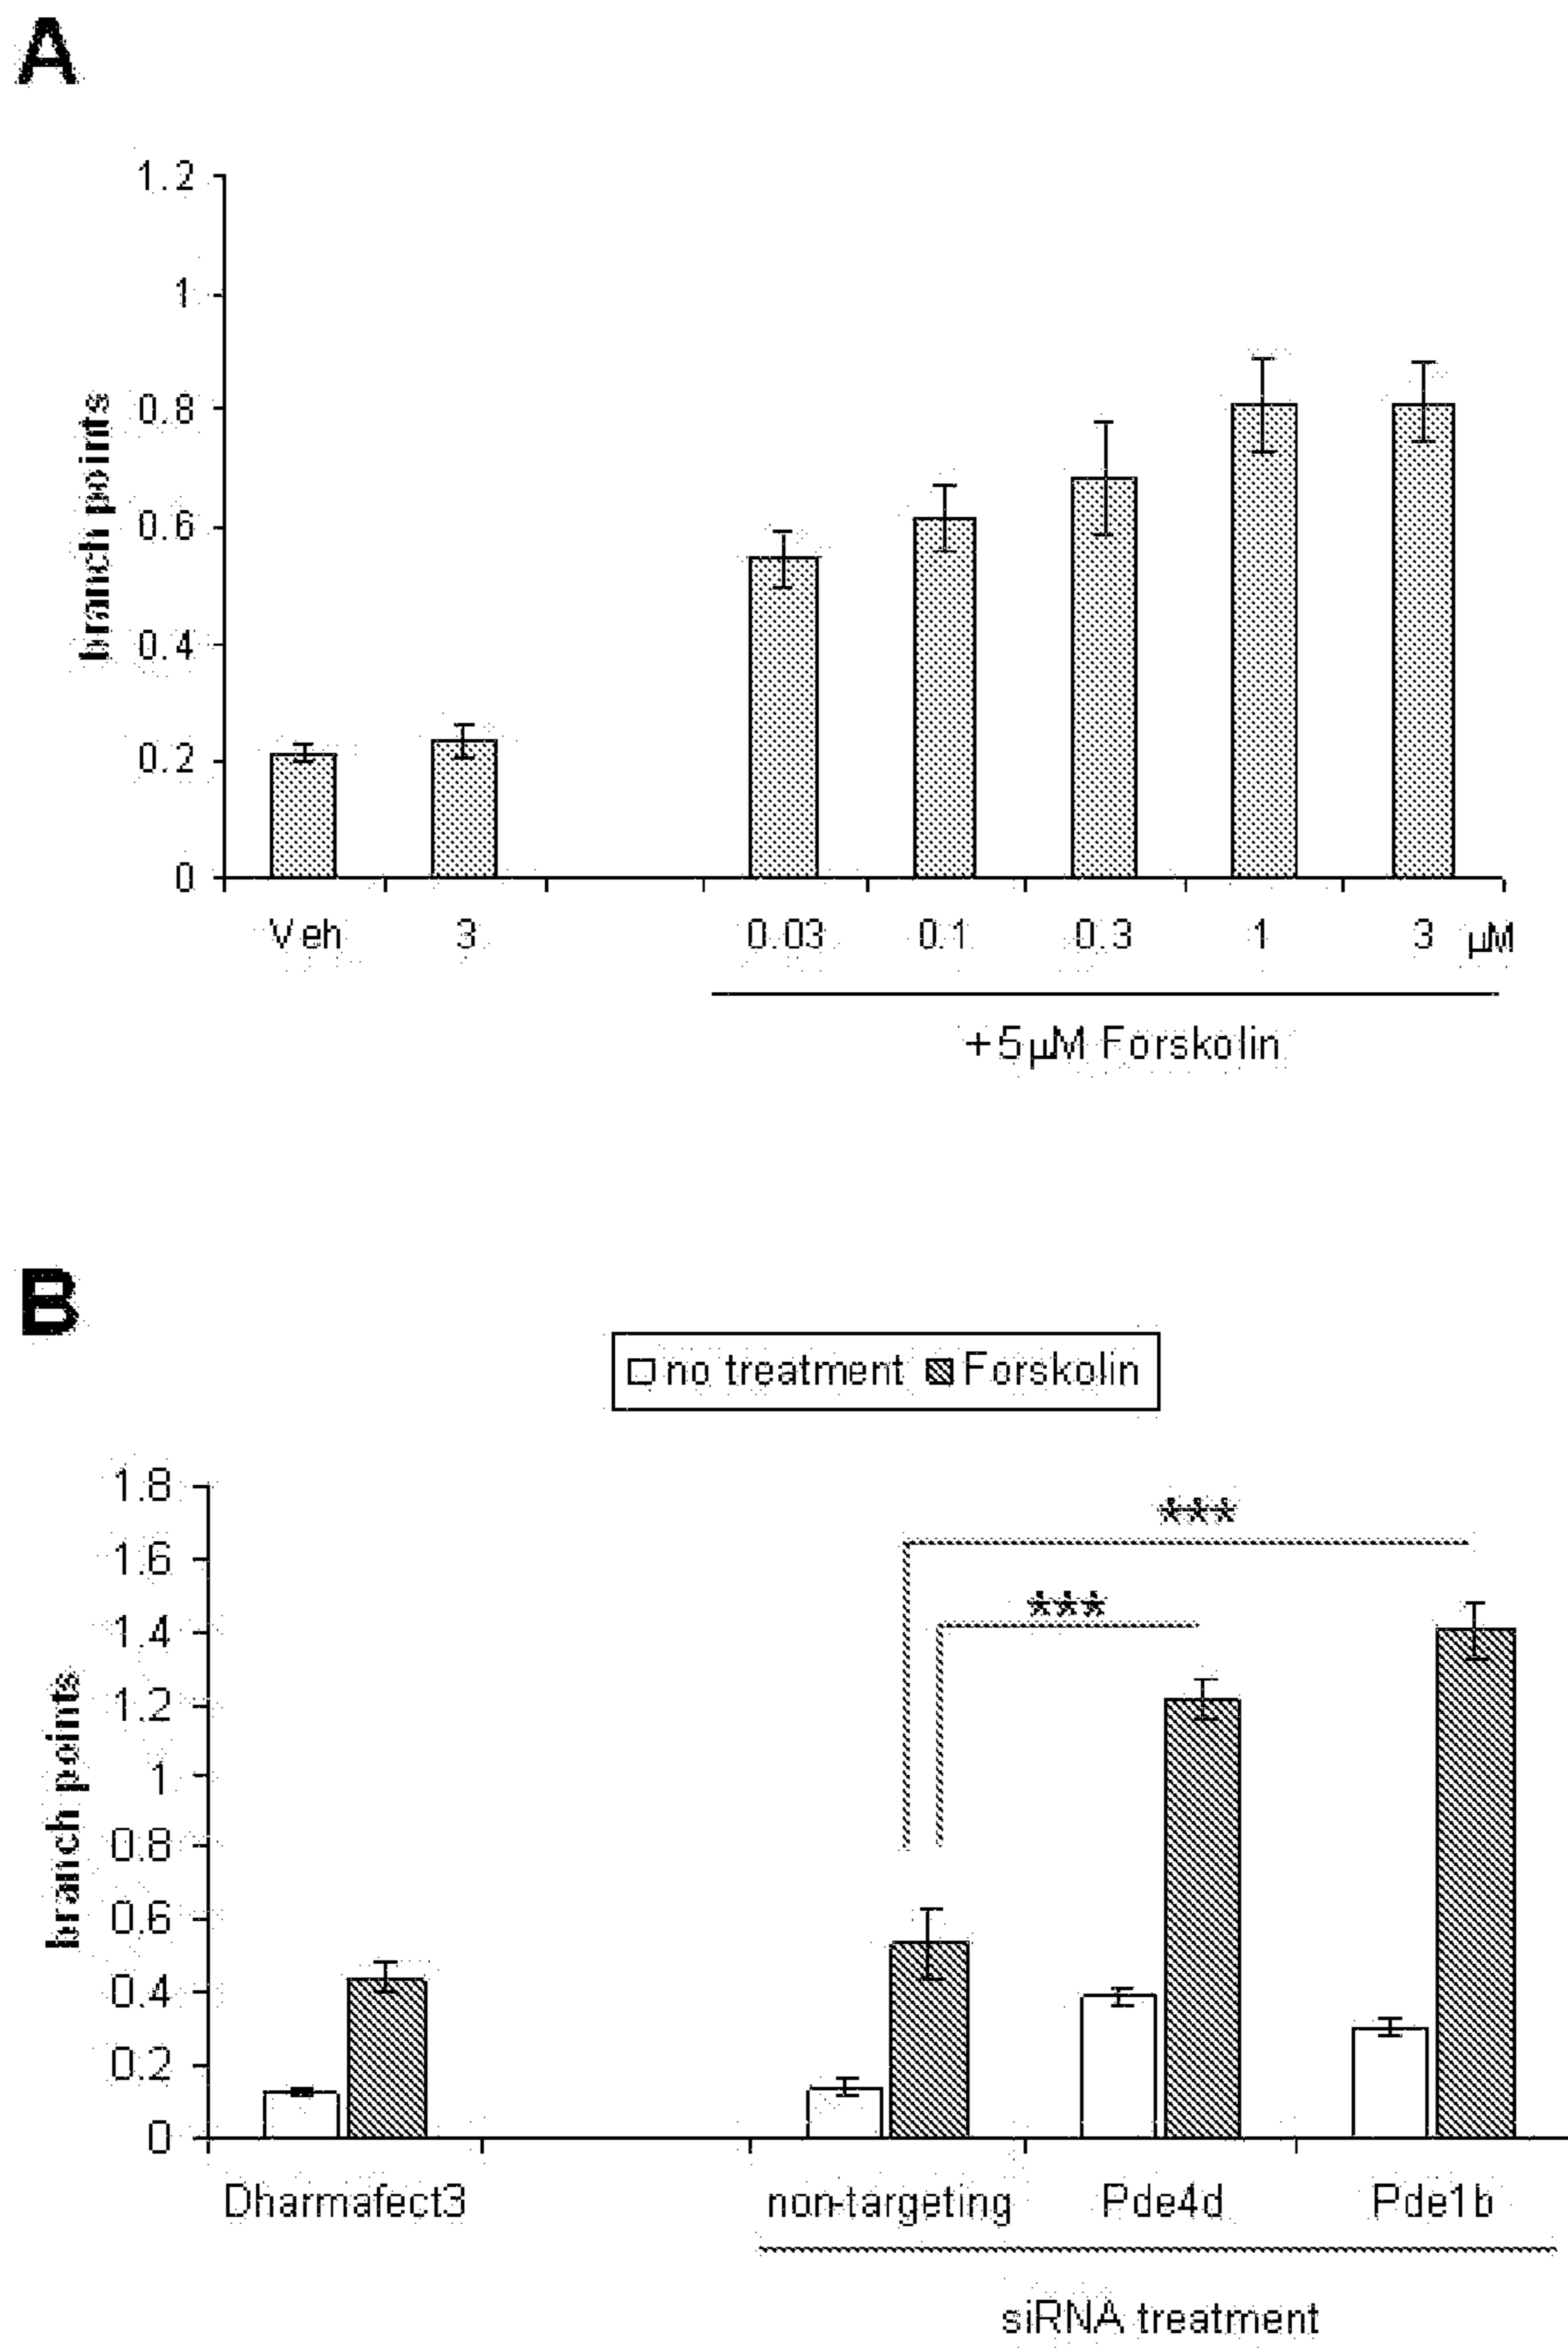 A
1.2
1
0.8
0.6
0.4
0.2
0
branch points
Veh 3 0.03 0.1 0.3 1 3 µM
+5µM Forskolin
B
no treatment Forskolin
1.8
1.6
1.4
1.2
1
0.8
0.6
0.4
0.2
0
branch points
***
***
Dharmafect3 non-targeting Pde4d Pde1b
siRNA treatment